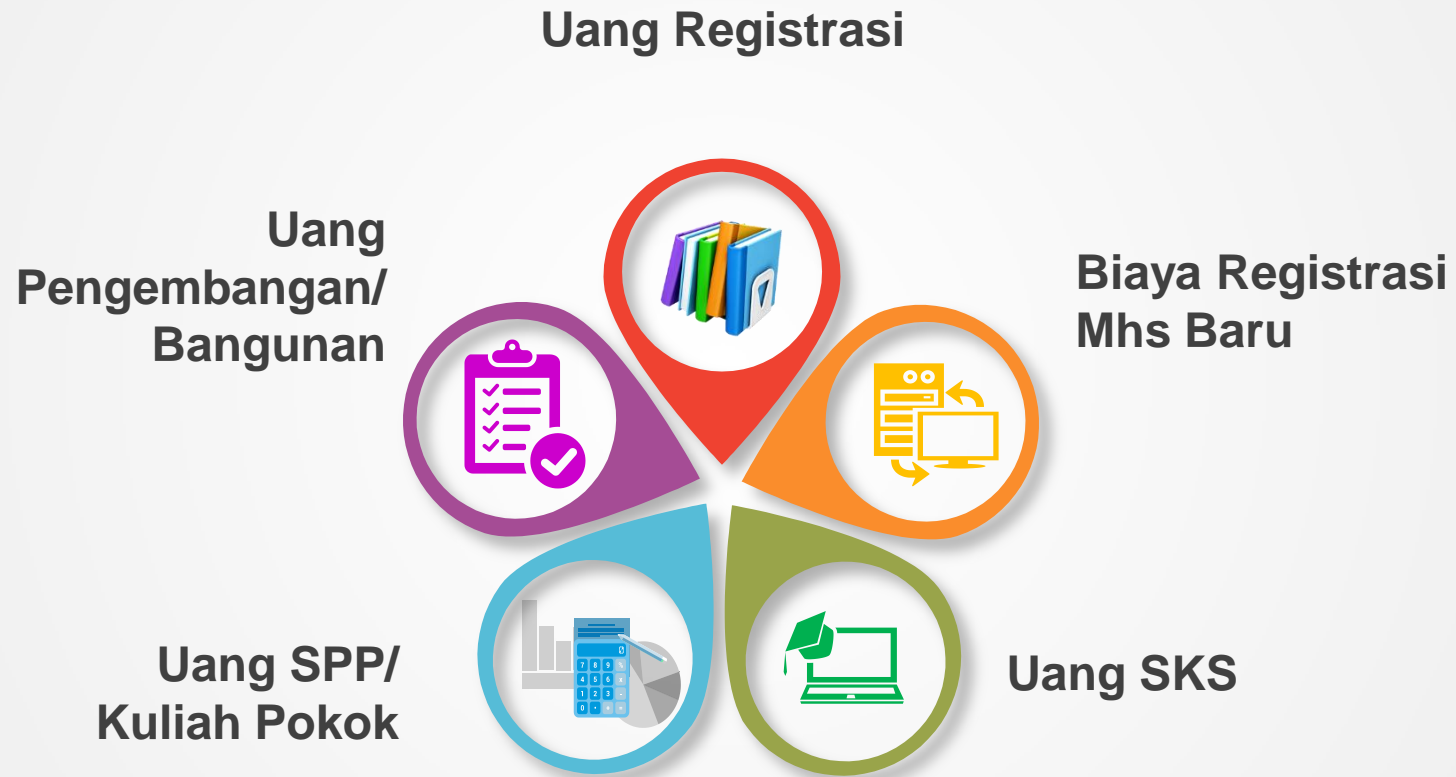 Uang Registrasi
Uang
Pengembangan/
Bangunan
Biaya Registrasi
Mhs Baru
Uang SPP/
Kuliah Pokok
Uang SKS